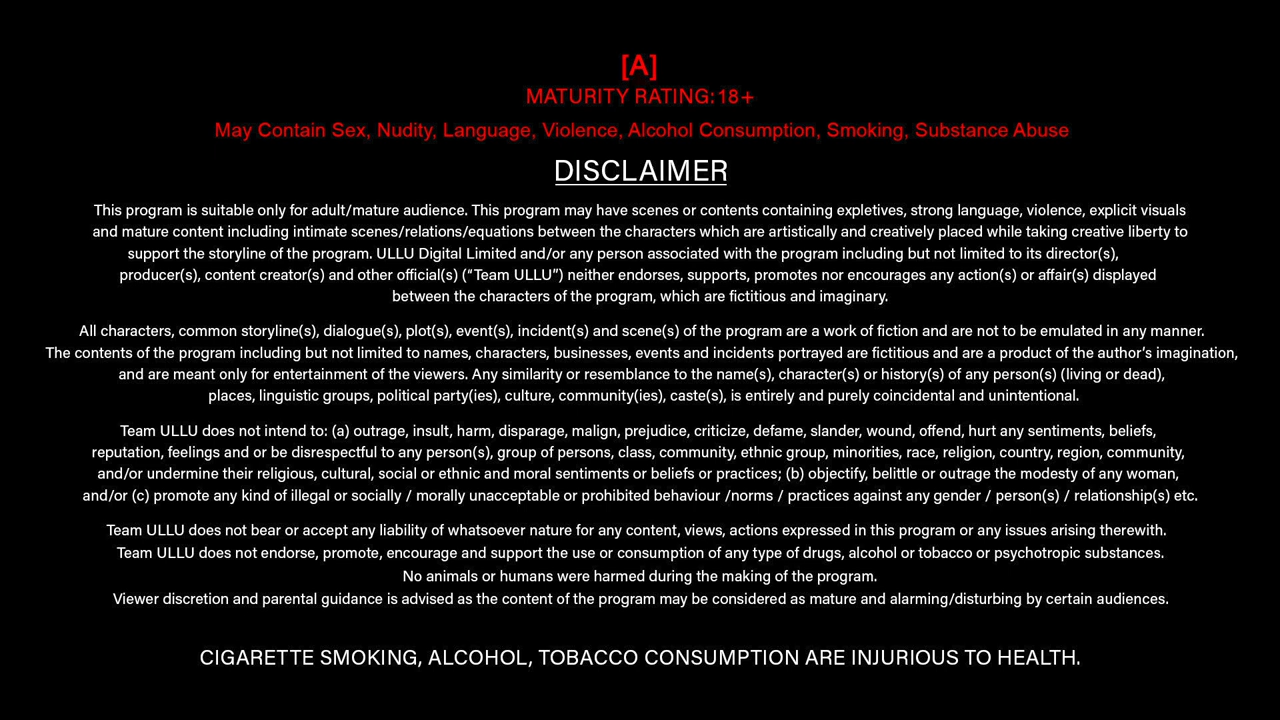 [A]
MATURITY RATING:18+
May Contain Sex, Nudity, Language, Violence, Alcohol Consumption, Smoking, Substance Abuse
DISCLAIMER
This program is suitable only for adult/mature audience. This program may have scenes or contents containing expletives, strong language, violence, explicit visuals
and mature content including intimate scenes/relations/equations between the characters which are artistically and creatively placed while taking creative liberty to
support the storyline of the program. ULLU Digital Limited and/or any person associated with the program including but not limited to its director(s),
producer(s), content creator(s) and other official(s) (“Team ULLU”) neither endorses, supports, promotes nor encourages any action(s) or affair(s) displayed
between the characters of the program, which are fictitious and imaginary.
All characters, common storyline(s), dialogue(s), plot(s), event(s), incident(s) and scene(s) of the program are a work of fiction and are not to be emulated in any manner.
The contents of the program including but not limited to names, characters, businesses, events and incidents portrayed are fictitious and are a product of the author’s imagination,
and are meant only for entertainment of the viewers. Any similarity or resemblance to the name(s), character(s) or history(s) of any person(s) (living or dead),
places, linguistic groups, political party(ies), culture, community(ies), caste(s), is entirely and purely coincidental and unintentional.
Team ULLU does not intend to: (a) outrage, insult, harm, disparage, malign, prejudice, criticize, defame, slander, wound, offend, hurt any sentiments, beliefs,
reputation, feelings and or be disrespectful to any person(s), group of persons, class, community, ethnic group, minorities, race, religion, country, region, community,
and/or undermine their religious, cultural, social or ethnic and moral sentiments or beliefs or practices; (b) objectify, belittle or outrage the modesty of any woman,
and/or (c) promote any kind of illegal or socially / morally unacceptable or prohibited behaviour /norms / practices against any gender / person(s) / relationship(s) etc.
Team ULLU does not bear or accept any liability of whatsoever nature for any content, views, actions expressed in this program or any issues arising therewith.
Team ULLU does not endorse, promote, encourage and support the use or consumption of any type of drugs, alcohol or tobacco or psychotropic substances.
No animals or humans were harmed during the making of the program.
Viewer discretion and parental guidance is advised as the content of the program may be considered as mature and alarming/disturbing by certain audiences.
CIGARETTE SMOKING, ALCOHOL, TOBACCO CONSUMPTION ARE INJURIOUS TO HEALTH.